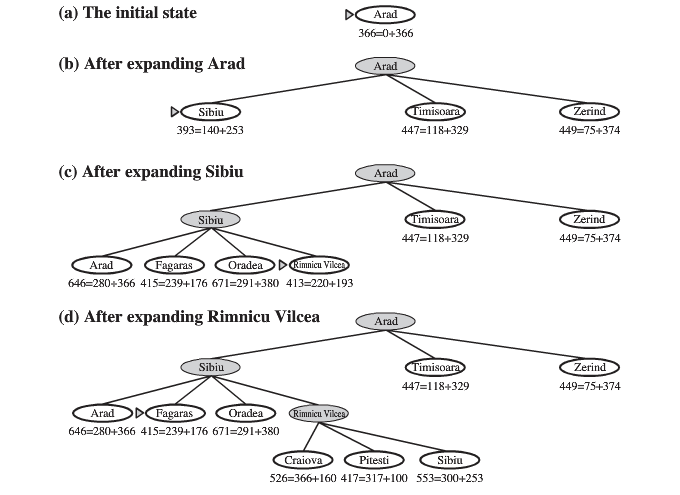 (a) The initial state
Arad
366=0+366
(b) After expanding Arad
Arad
Sibiu
Timisoara
Zerind
393=140+253
447=118+329
449=75+374
(c) After expanding Sibiu
Arad
Sibiu
Timisoara
Zerind
447=118+329
449=75+374
Arad
Fagaras
Oradea
Rimnicu Vilcea
646=280+366
415=239+176
671=291+380
413=220+193
(d) After expanding Rimnicu Vilcea
Arad
Sibiu
Timisoara
Zerind
447=118+329
449=75+374
Arad
Fagaras
Oradea
Rimnicu Vilcea
646=280+366
415=239+176
671=291+380
Craiova
Pitesti
Sibiu
526=366+160
417=317+100
553=300+253